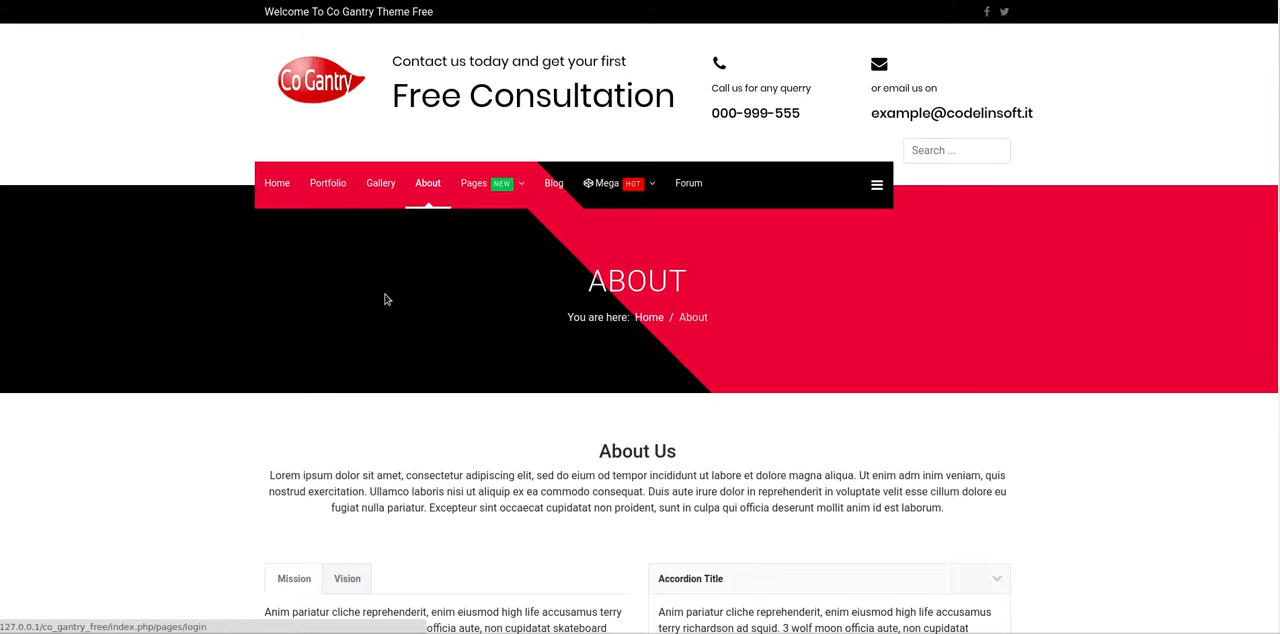 Welcome To Co Gantry Theme Free
Co Gantry
Contact us today and get your first
Free Consultation
Call us for any querry
000-999-555
or email us on
example@codelinsoft.it
Search ...
Home Portfolio Gallery About Pages NEW Blog Mega HOT Forum
ABOUT
You are here: Home / About
About Us
Lorem ipsum dolor sit amet, consectetur adipiscing elit, sed do eium od tempor incididunt ut labore et dolore magna aliqua. Ut enim adm inim veniam, quis
nostrud exercitation. Ullamco laboris nisi ut aliquip ex ea commodo consequat. Duis aute irure dolor in reprehenderit in voluptate velit esse cillum dolore eu
fugiat nulla pariatur. Excepteur sint occaecat cupidatat non proident, sunt in culpa qui officia deserunt mollit anim id est laborum.
Mission Vision
Anim pariatur cliche reprehenderit, enim eiusmod high life accusamus terry
officia aute, non cupidatat skateboard
Accordion Title
Anim pariatur cliche reprehenderit, enim eiusmod high life accusamus
terry richardson ad squid. 3 wolf moon officia aute, non cupidatat
127.0.0.1/co_gantry_free/index.php/pages/login